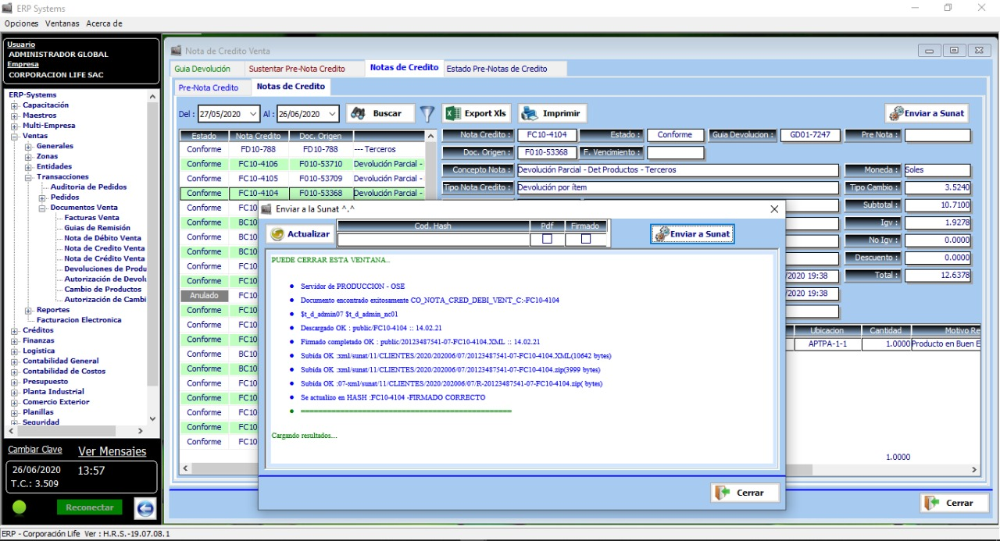 ERP Systems
Opciones Ventanas Acerca de
Usuario
ADMINISTRADOR GLOBAL
Empresa
CORPORACION LIFE SAC
ERP-Systems
Capacitación
Maestros
Multi-Empresa
Ventas
Generales
Zonas
Entidades
Transacciones
Auditoria de Pedidos
Pedidos
Documentos Venta
Facturas Venta
Guias de Remisión
Nota de Débito Venta
Nota de Credito Venta
Nota de Crédito Venta
Devoluciones de Produ
Autorización de Devolu
Cambio de Productos
Autorización de Cambi
Reportes
Facturacion Electronica
Créditos
Finanzas
Logistica
Contabilidad General
Contabilidad de Costos
Presupuesto
Planta Industrial
Comercio Exterior
Planillas
Seguridad
Cambiar Clave Ver Mensajes
26/06/2020 13:57
T.C.: 3.509
Reconectar
Nota de Credito Venta
Guia Devolución Sustentar Pre-Nota Credito Notas de Credito Estado Pre-Notas de Credito
Pre-Nota Credito Notas de Credito
Del : 27/05/2020 Al : 26/06/2020 Buscar Export Xls Imprimir Enviar a Sunat
Estado Nota Credito Doc. Origen
Conforme FD10-788 FD10-788 --- Terceros
Conforme FC10-4106 F010-53710 Devolución Parcial -
Conforme FC10-4105 F010-53709 Devolución Parcial -
Conforme FC10-4104 F010-53368 Devolución Parcial -
Conforme FC10
Conforme BC10
Conforme BC10
Conforme BC10
Conforme FC10
Conforme FC10
Anulado FC10
Conforme FC10
Conforme FC10
Conforme FC10
Conforme BC10
Conforme BC10
Conforme FC10
Conforme FC10
Conforme FC10
Conforme FC10
Conforme FC10
Nota Credito : FC10-4104 Estado : Conforme Guia Devolucion : GD01-7247 Pre Nota :
Doc. Origen : F010-53368 F. Vencimiento :
Concepto Nota : Devolución Parcial - Det Productos - Terceros Moneda : Soles
Tipo Nota Credito : Devolución por ítem Tipo Cambio : 3.5240
Subtotal : 10.7100
Igv : 1.9278
No Igv : 0.0000
Descuento : 0.0000
/2020 19:38 Total : 12.6378
/2020 19:38
Ubicacion Cantidad Motivo Re
APTPA-1-1 1.0000 Producto en Buen E
1.0000
Cerrar
Enviar a la Sunat ^.^
Actualizar Cod. Hash Pdf Firmado Enviar a Sunat
PUEDE CERRAR ESTA VENTANA..
• Servidor de PRODUCCION - OSE
• Documento encontrado exitosamente CO_NOTA_CRED_DEBI_VENT_C:-FC10-4104
• $t_d_admin07 $t_d_admin_nc01
• Descargado OK : public/FC10-4104 :: 14.02.21
• Firmado completado OK : public/20123487541-07-FC10-4104.XML :: 14.02.21
• Subida OK :xml/sunat/11/CLIENTES/2020/202006/07/20123487541-07-FC10-4104.XML(10642 bytes)
• Subida OK :xml/sunat/11/CLIENTES/2020/202006/07/20123487541-07-FC10-4104.zip(3999 bytes)
• Subida OK :07-xml/sunat/11/CLIENTES/2020/202006/07/R-20123487541-07-FC10-4104.zip( bytes)
• Se actualizo en HASH :FC10-4104 -FIRMADO CORRECTO
• ================================================
Cargando resultados...
Cerrar
ERP - Corporación Life Ver : H.R.S.-19.07.08.1